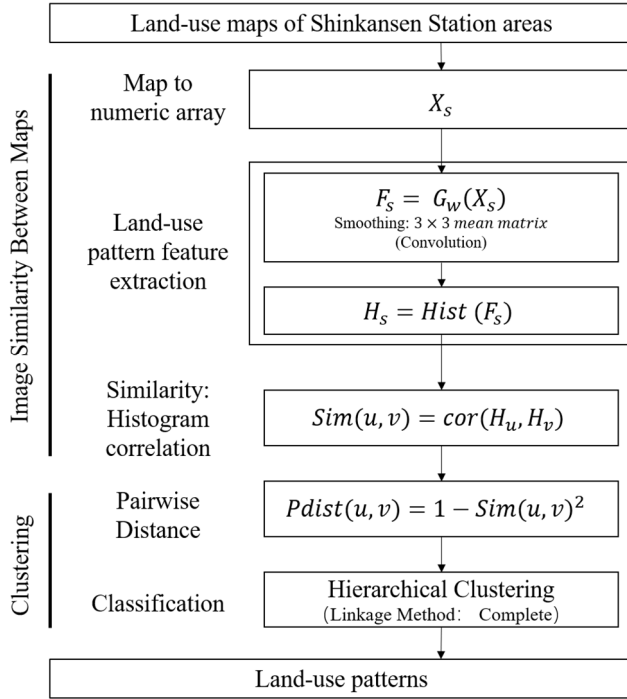 Land-use maps of Shinkansen Station areas
Image Similarity Between Maps
Map to
numeric array
X_s
Land-use
pattern feature
extraction
F_s = G_w(X_s)
Smoothing: 3 × 3 mean matrix
(Convolution)
H_s = Hist (F_s)
Similarity:
Histogram
correlation
Sim(u, v) = cor(H_u, H_v)
Clustering
Pairwise
Distance
Pdist(u, v) = 1 − Sim(u, v)²
Classification
Hierarchical Clustering
(Linkage Method: Complete)
Land-use patterns